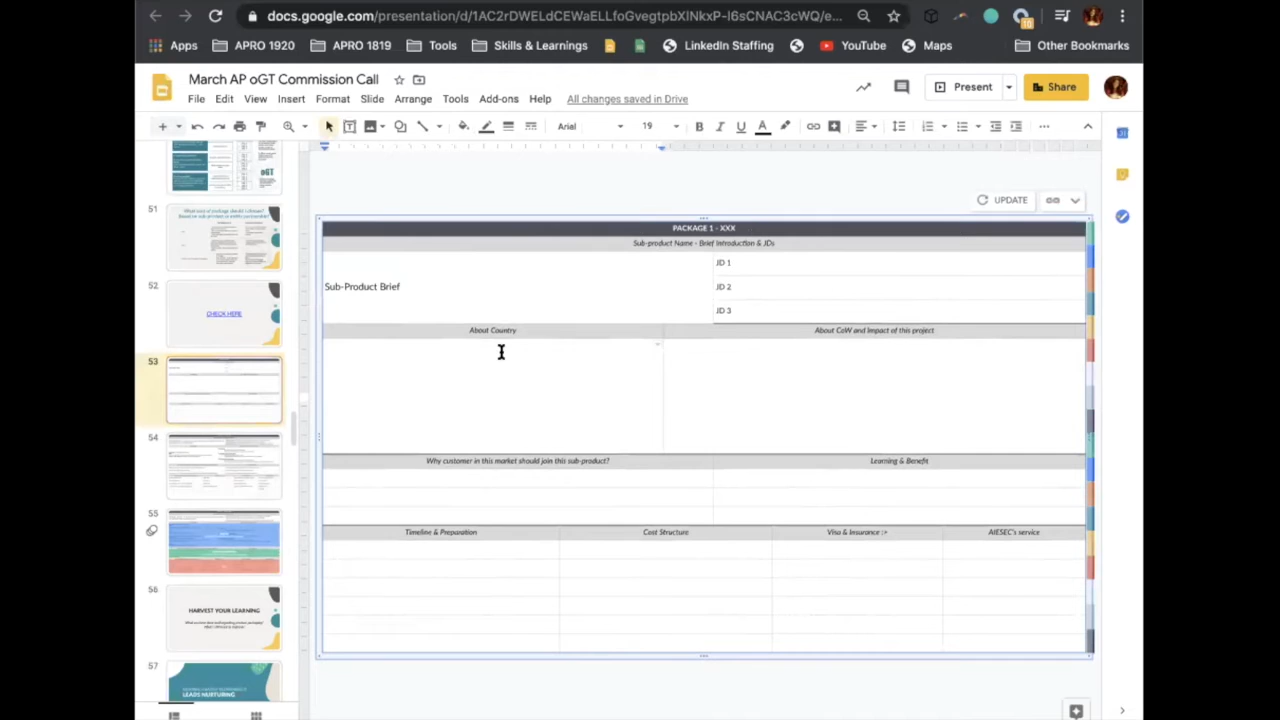 docs.google.com/presentation/d/1AC2rDWELdCEWaELLfoGvegtpbXlNkxP-I6sCNAC3cWQ/e...
10
Apps APRO 1920 APRO 1819 Tools Skills & Learnings LinkedIn Staffing YouTube Maps Other Bookmarks
March AP oGT Commission Call
File Edit View Insert Format Slide Arrange Tools Add-ons Help All changes saved in Drive
Present Share
Arial 19
B I U A
UPDATE
51
52
CHECK HERE
53
54
55
56
HARVEST YOUR LEARNING
57
LEADS NURTURING
oGT
PACKAGE 1 - XXX
Sub-product Name - Brief Introduction & JDs
Sub-Product Brief
JD 1
JD 2
JD 3
About Country About CoW and Impact of this project
Why customer in this market should join this sub-product? Learning & Benefit
Timeline & Preparation Cost Structure Visa & Insurance :+ AIESEC's service